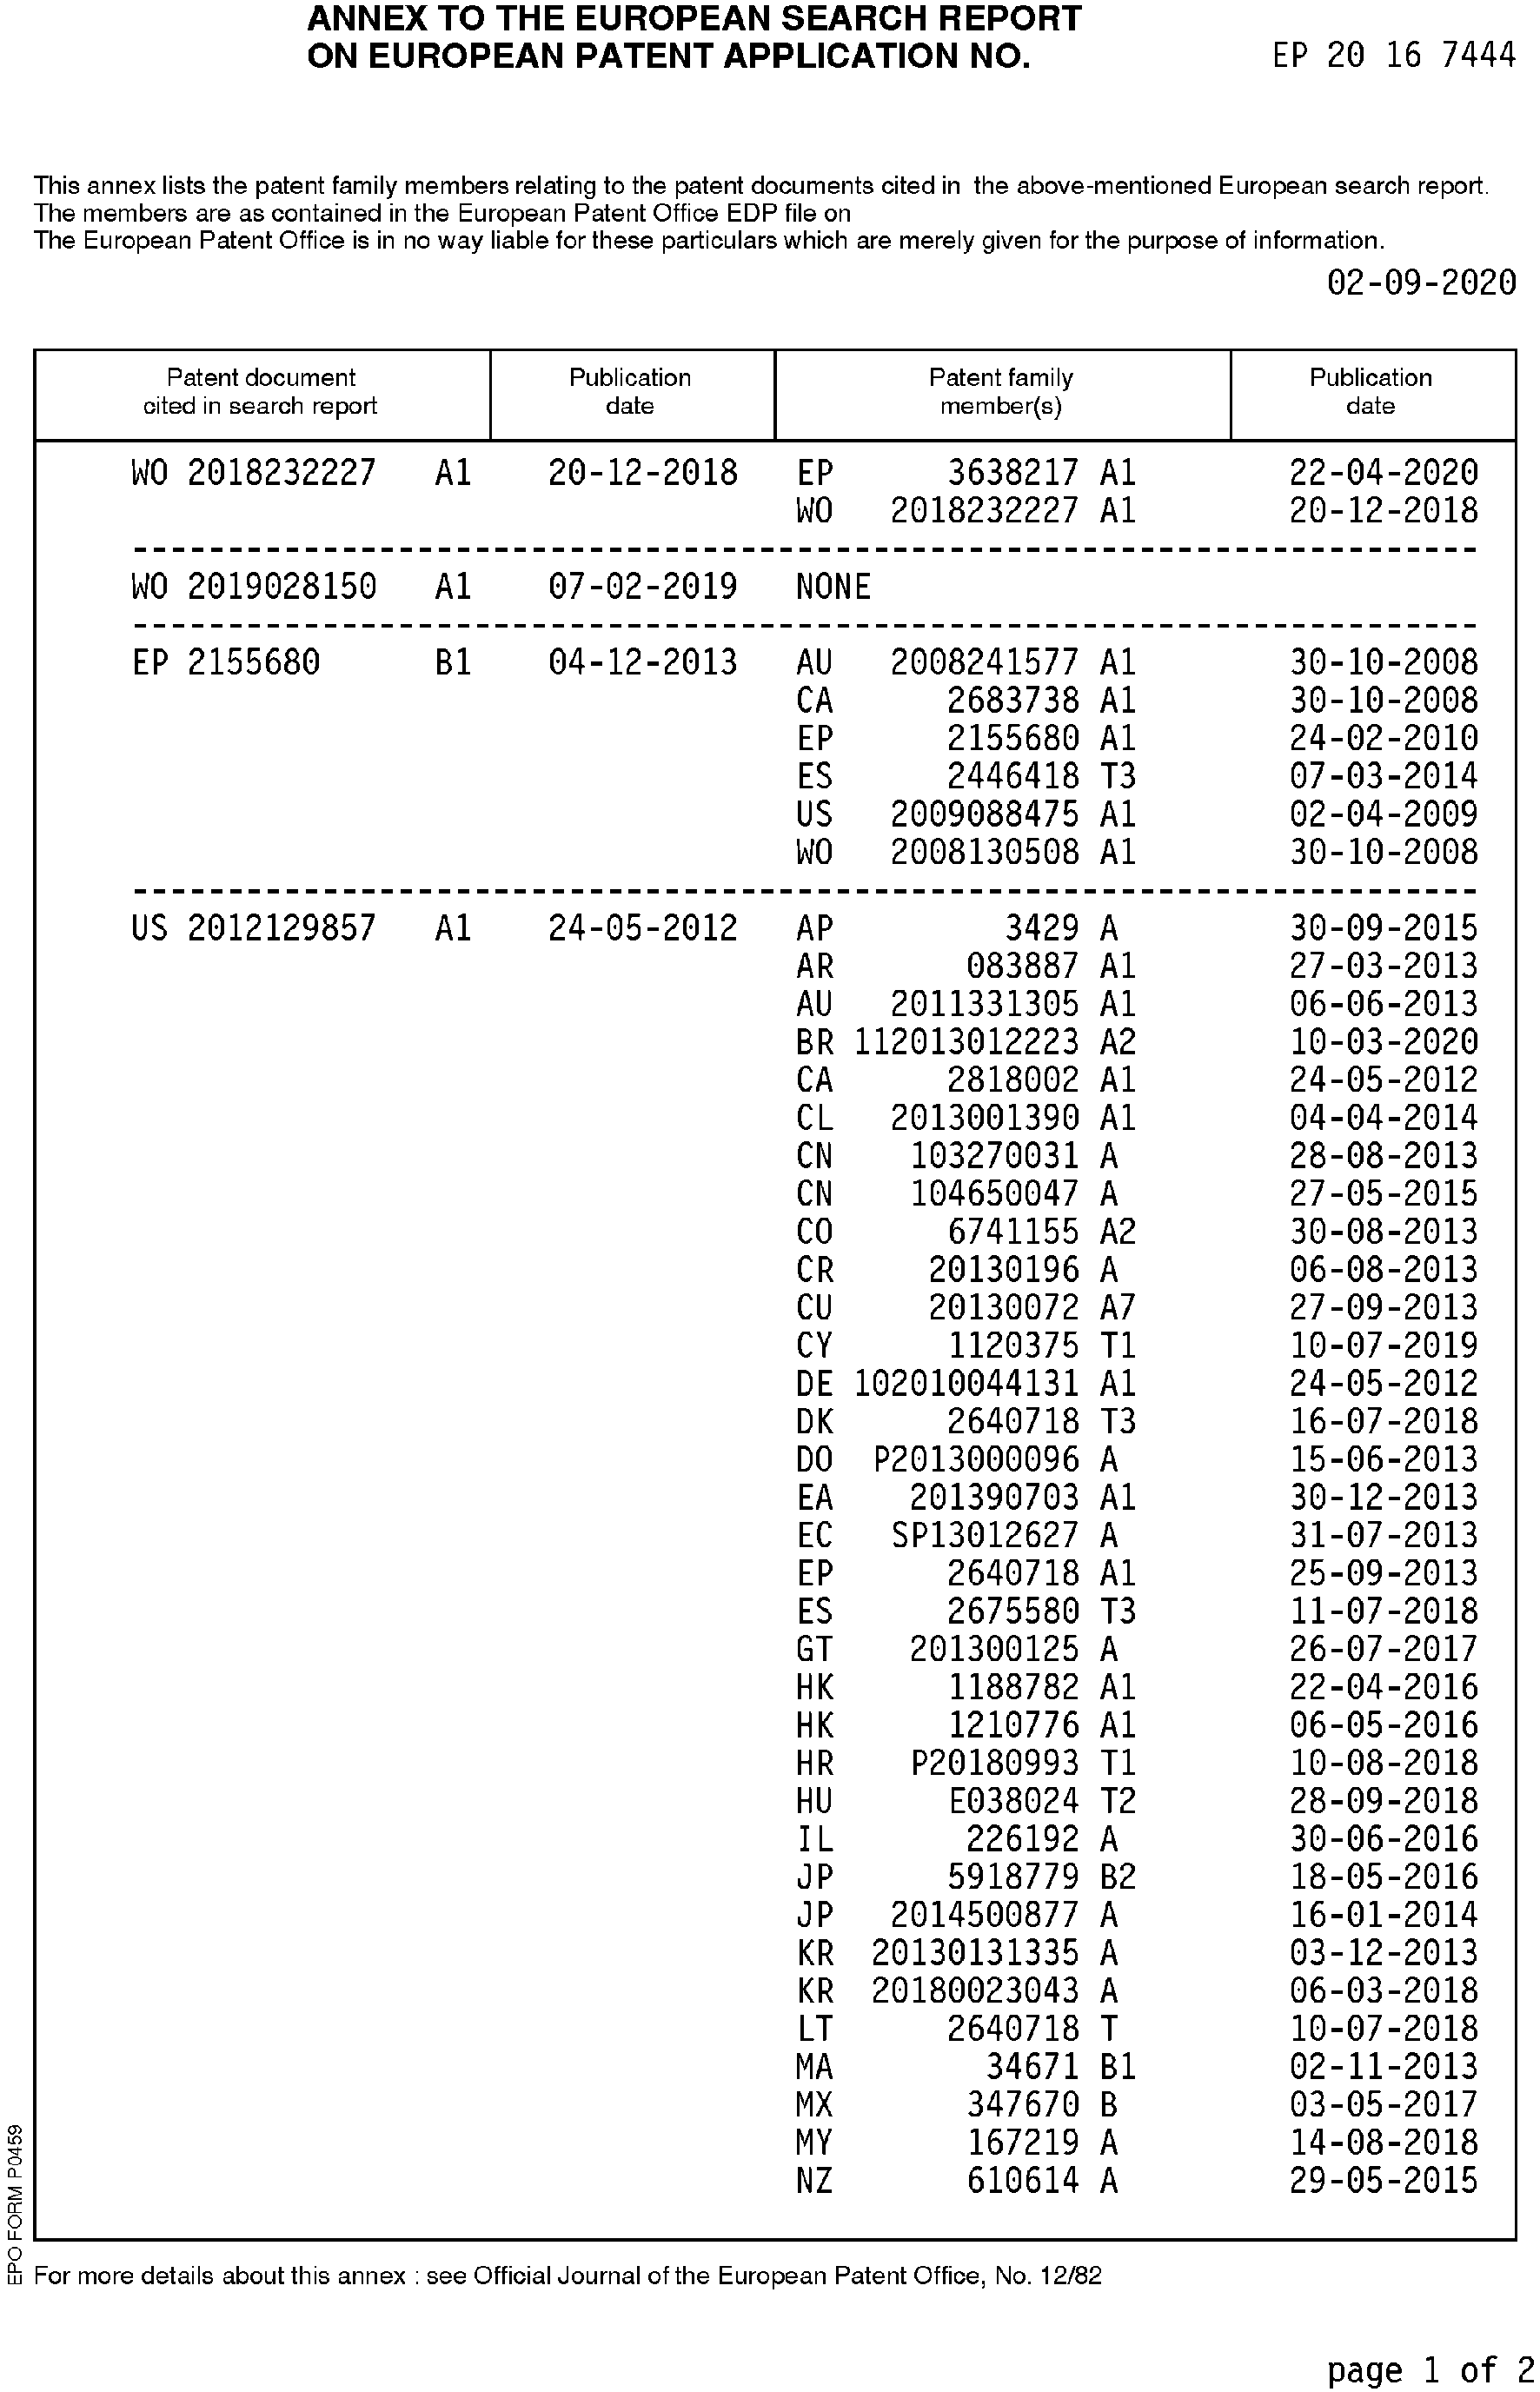 ANNEX TO THE EUROPEAN SEARCH REPORT
ON EUROPEAN PATENT APPLICATION NO. EP 20 16 7444
This annex lists the patent family members relating to the patent documents cited in the above-mentioned European search report.
The members are as contained in the European Patent Office EDP file on
The European Patent Office is in no way liable for these particulars which are merely given for the purpose of information.
02-09-2020
Patent document Publication Patent family Publication
cited in search report date member(s) date
WO 2018232227 A1 20-12-2018 EP 3638217 A1 22-04-2020
WO 2018232227 A1 20-12-2018
WO 2019028150 A1 07-02-2019 NONE
EP 2155680 B1 04-12-2013 AU 2008241577 A1 30-10-2008
CA 2683738 A1 30-10-2008
EP 2155680 A1 24-02-2010
ES 2446418 T3 07-03-2014
US 2009088475 A1 02-04-2009
WO 2008130508 A1 30-10-2008
US 2012129857 A1 24-05-2012 AP 3429 A 30-09-2015
AR 083887 A1 27-03-2013
AU 2011331305 A1 06-06-2013
BR 112013012223 A2 10-03-2020
CA 2818002 A1 24-05-2012
CL 2013001390 A1 04-04-2014
CN 103270031 A 28-08-2013
CN 104650047 A 27-05-2015
CO 6741155 A2 30-08-2013
CR 20130196 A 06-08-2013
CU 20130072 A7 27-09-2013
CY 1120375 T1 10-07-2019
DE 102010044131 A1 24-05-2012
DK 2640718 T3 16-07-2018
DO P2013000096 A 15-06-2013
EA 201390703 A1 30-12-2013
EC SP13012627 A 31-07-2013
EP 2640718 A1 25-09-2013
ES 2675580 T3 11-07-2018
GT 201300125 A 26-07-2017
HK 1188782 A1 22-04-2016
HK 1210776 A1 06-05-2016
HR P20180993 T1 10-08-2018
HU E038024 T2 28-09-2018
IL 226192 A 30-06-2016
JP 5918779 B2 18-05-2016
JP 2014500877 A 16-01-2014
KR 20130131335 A 03-12-2013
KR 20180023043 A 06-03-2018
LT 2640718 T 10-07-2018
MA 34671 B1 02-11-2013
MX 347670 B 03-05-2017
MY 167219 A 14-08-2018
NZ 610614 A 29-05-2015
EPO FORM P0459
For more details about this annex : see Official Journal of the European Patent Office, No. 12/82
page 1 of 2